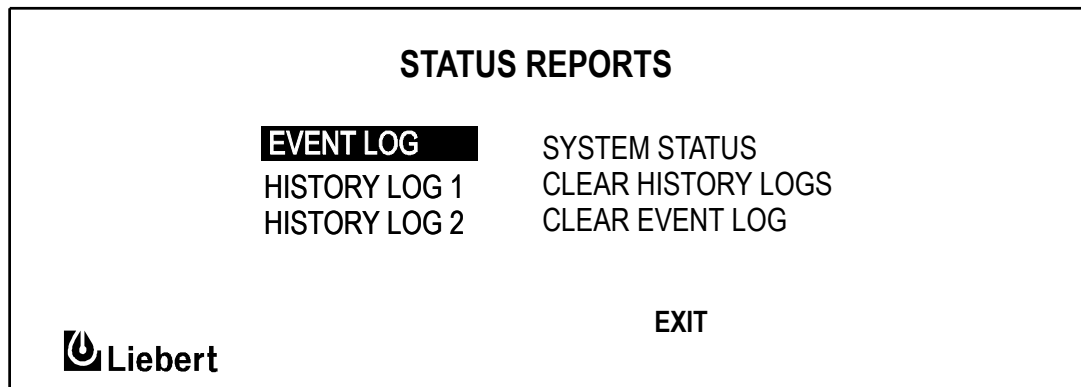 STATUS REPORTS
EVENT LOG
HISTORY LOG 1
HISTORY LOG 2
SYSTEM STATUS
CLEAR HISTORY LOGS
CLEAR EVENT LOG
EXIT
Liebert